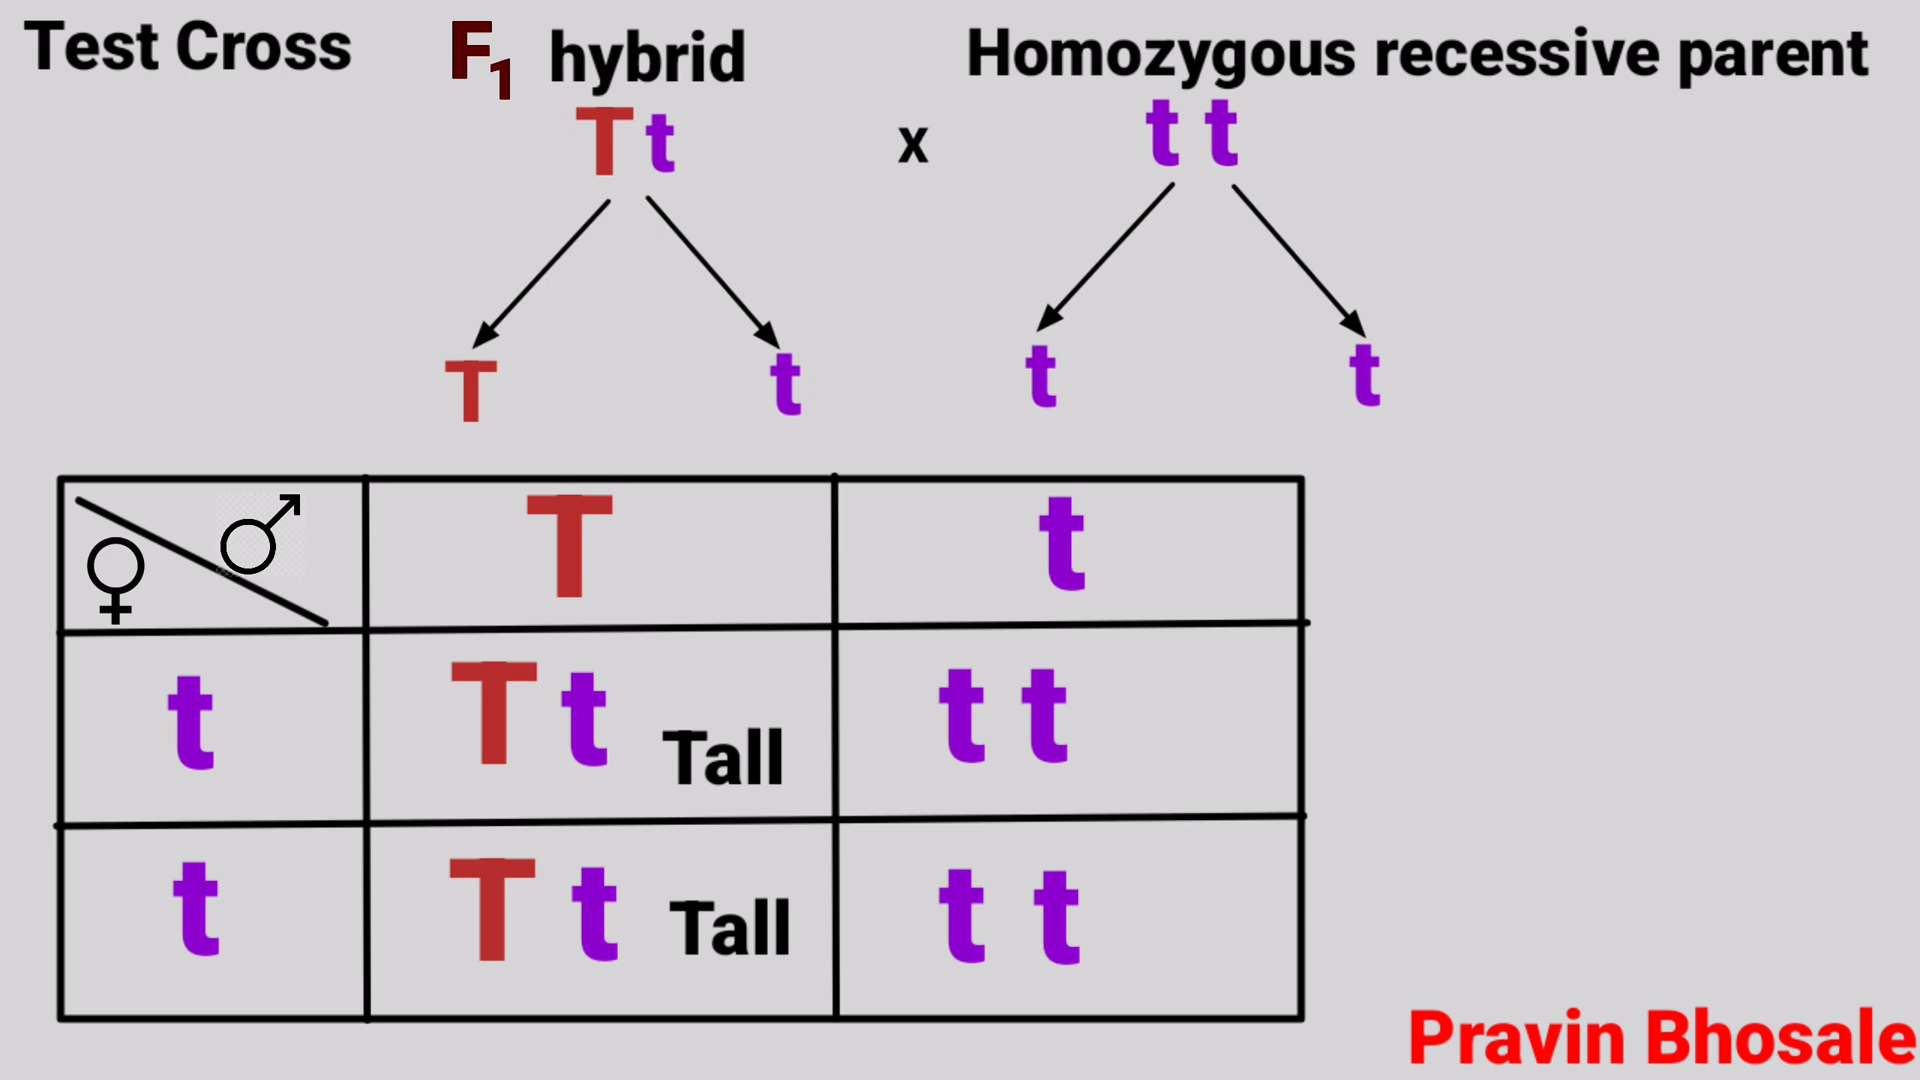 Test Cross F1 hybrid Homozygous recessive parent
T t x t t
T t t t
♀ ♂ T t
t T t Tall t t
t T t Tall t t
Pravin Bhosale